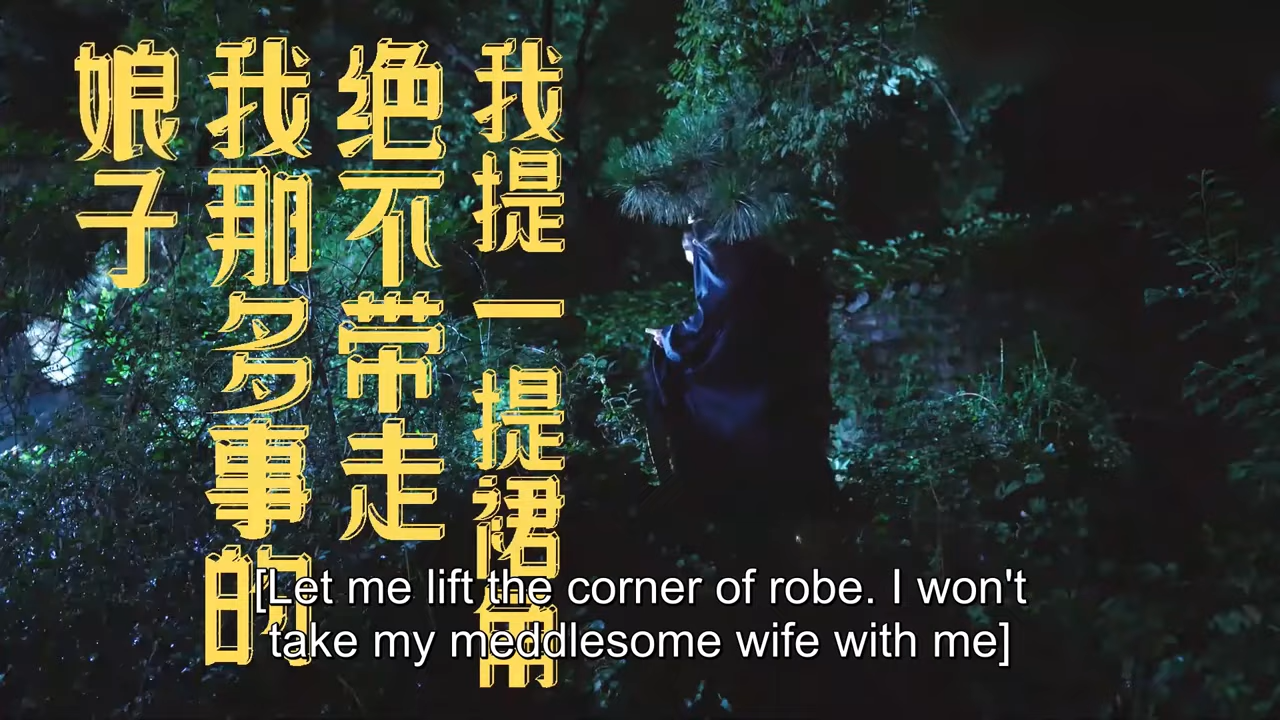 我提一提裙角
绝不带走
我那多事的
娘子
[Let me lift the corner of robe. I won't
take my meddlesome wife with me]